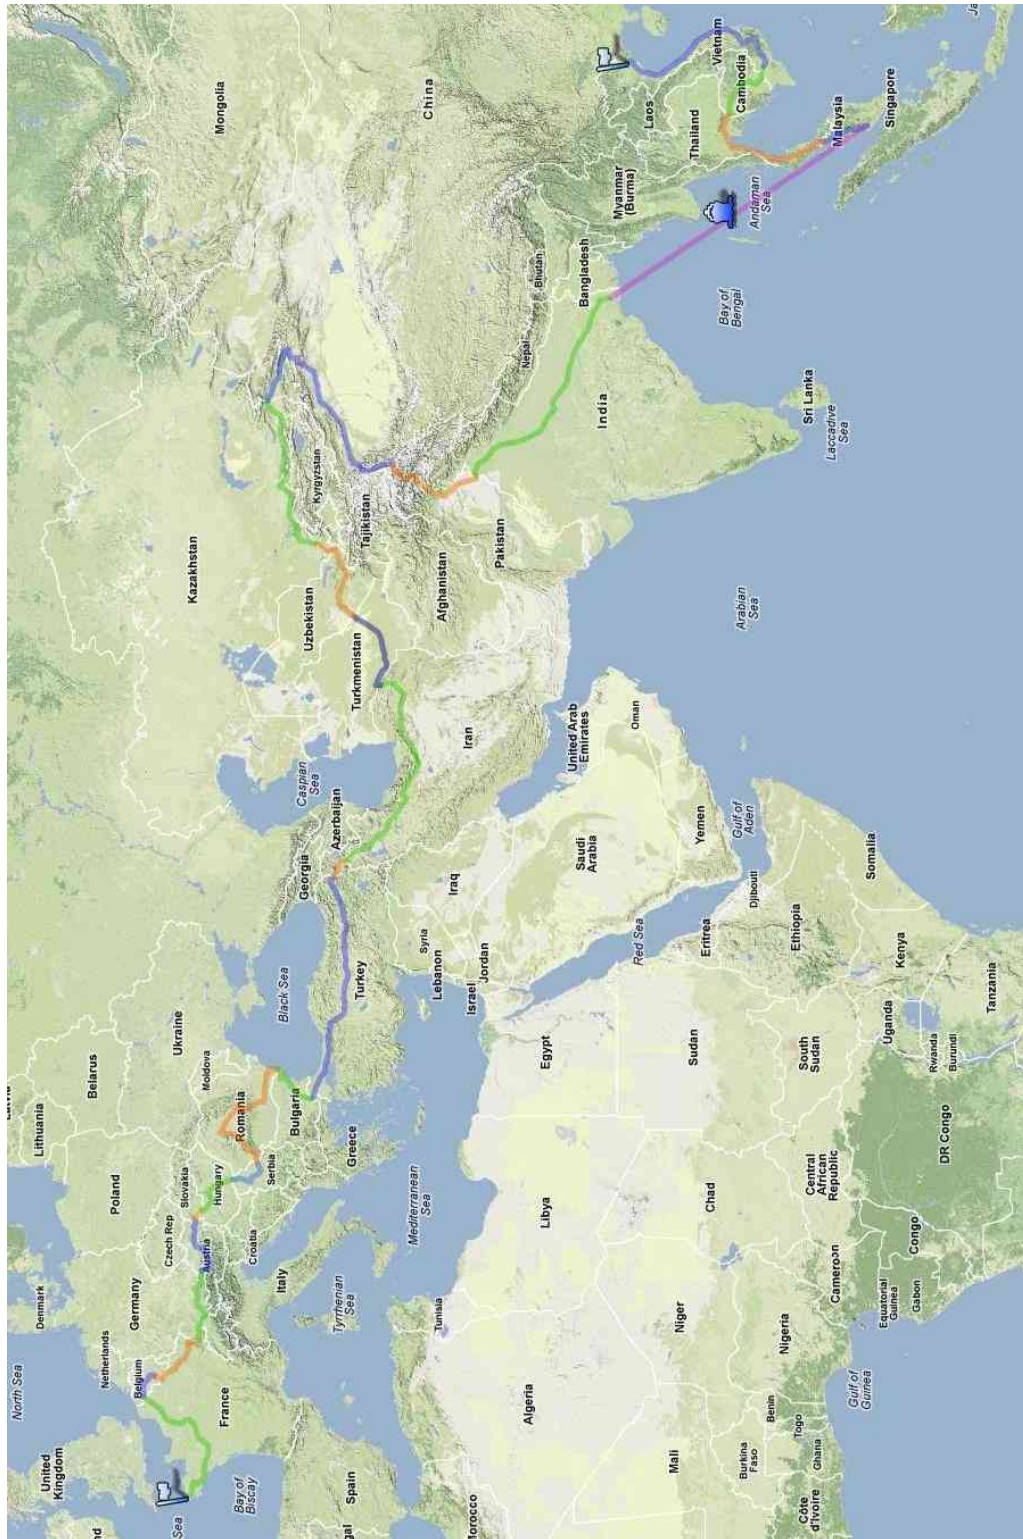 North Sea
Denmark
Lithuania
United
Kingdom
Netherlands
Belarus
nd
Germany
Poland
Belgium
Czech Rep
Slovakia
Ukraine
Moldova
Kazakhstan
Mongolia
Sea
France
Austria
Hungary
Romania
Bay of
Biscay
Croatia
Serbia
Bulgaria
Black Sea
Georgia
Caspian
Sea
Uzbekistan
Kyrgyzstan
Italy
Azerbaijan
Turkmenistan
Tajikistan
gal
Spain
Tyrrhenian
Sea
Greece
Turkey
China
Mediterranean
Sea
Syria
Lebanon
Afghanistan
Tunisia
Israel
Jordan
Iraq
Iran
Pakistan
Nepal
Bhutan
orocco
Algeria
Libya
Egypt
Saudi
Arabia
United Arab
Emirates
India
Bangladesh
Myanmar
(Burma)
Laos
Oman
Red Sea
Mali
Niger
Chad
Sudan
Eritrea
Yemen
Arabian
Sea
Bay of
Bengal
Thailand
Vietnam
Burkina
Faso
Benin
Nigeria
Djibouti
Gulf of
Aden
Andaman
Sea
Cambodia
Togo
Ghana
Côte
d'Ivoire
Central
African
Republic
South
Sudan
Ethiopia
Sri Lanka
Laccadive
Sea
Malaysia
Gulf of
Guinea
Cameroon
Somalia
Singapore
Equatorial
Guinea
Gabon
Congo
DR Congo
Uganda
Kenya
Rwanda
Burundi
Tanzania
Ja